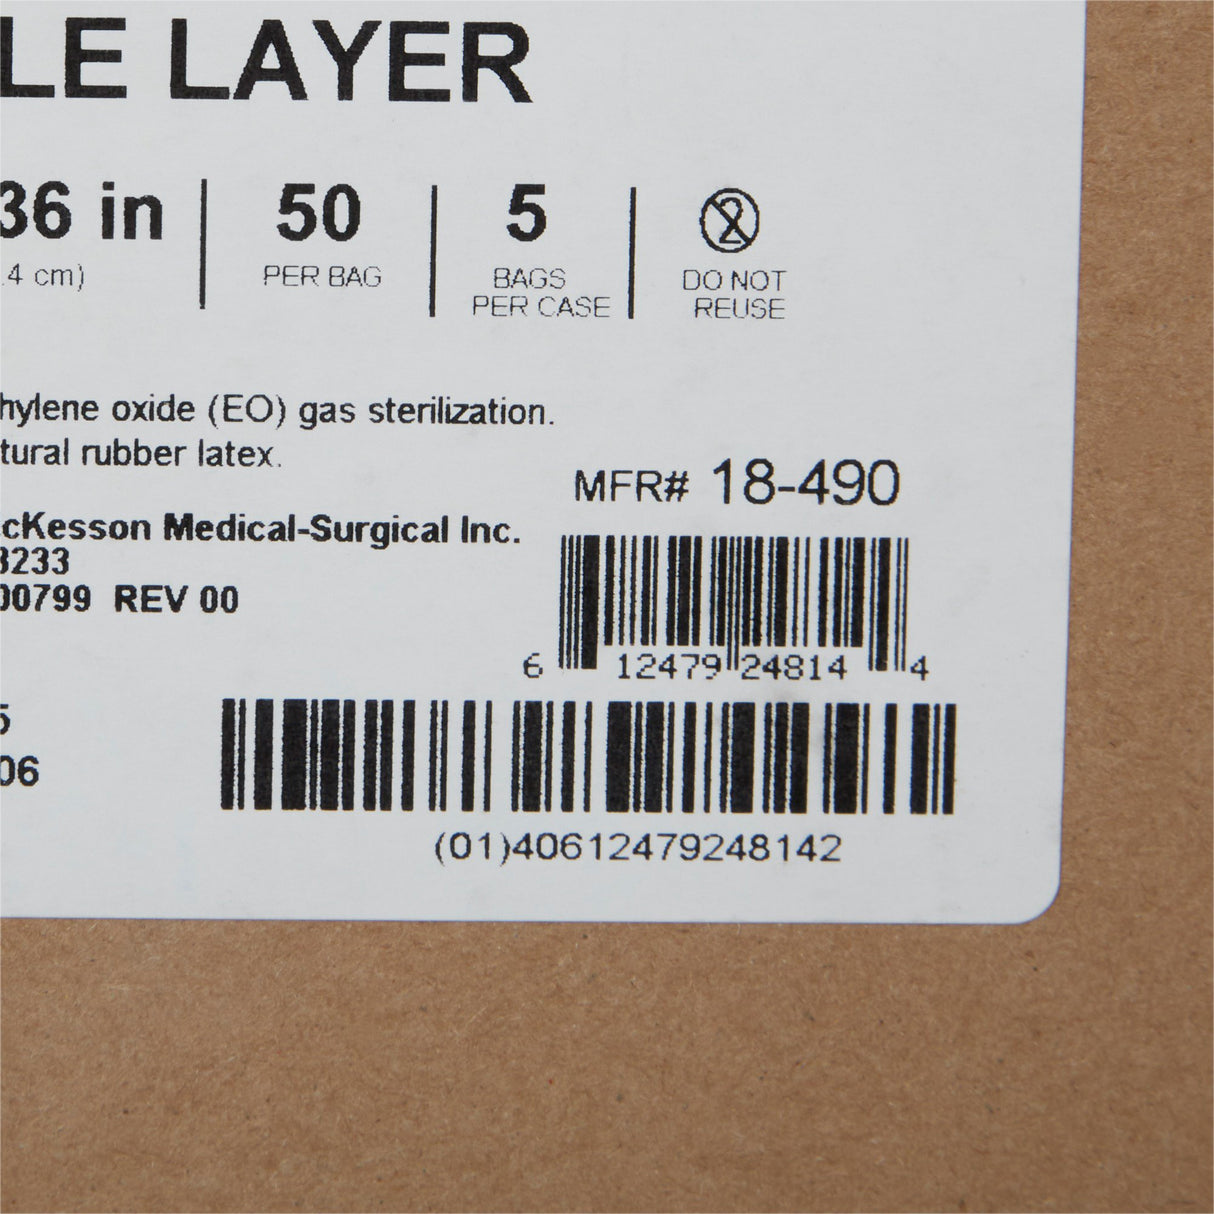 LE LAYER
36 in
50
5
.4 cm)
PER BAG
BAGS
PER CASE
DO NOT
REUSE
hylene oxide (EO) gas sterilization.
tural rubber latex.
MFR# 18-490
cKesson Medical-Surgical Inc.
3233
00799 REV 00
6 12479 24814 4
5
06
(01)40612479248142